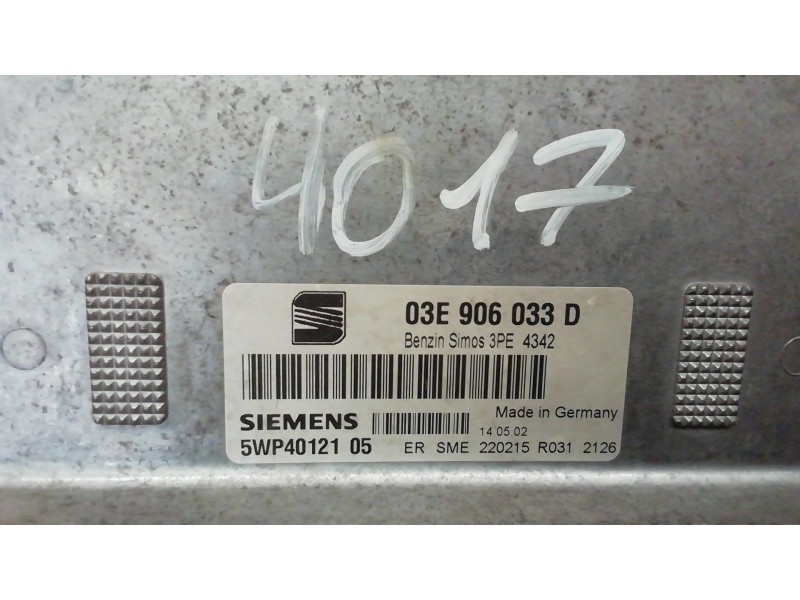 4017
03E 906 033 D
Benzin Simos 3PE 4342
SIEMENS
Made in Germany
14.05.02
5WP40121 05
ER SME 220215 R031 2126